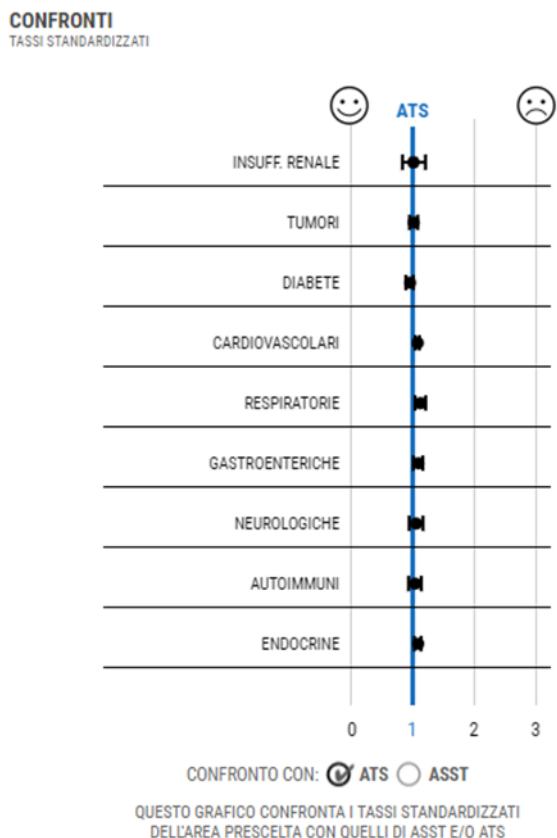 CONFRONTI
TASSI STANDARDIZZATI
ATS
INSUFF. RENALE
TUMORI
DIABETE
CARDIOVASCOLARI
RESPIRATORIE
GASTROENTERICHE
NEUROLOGICHE
AUTOIMMUNI
ENDOCRINE
0 1 2 3
CONFRONTO CON: ATS ASST
QUESTO GRAFICO CONFRONTA I TASSI STANDARDIZZATI
DELL'AREA PRESCELTA CON QUELLI DI ASST E/O ATS